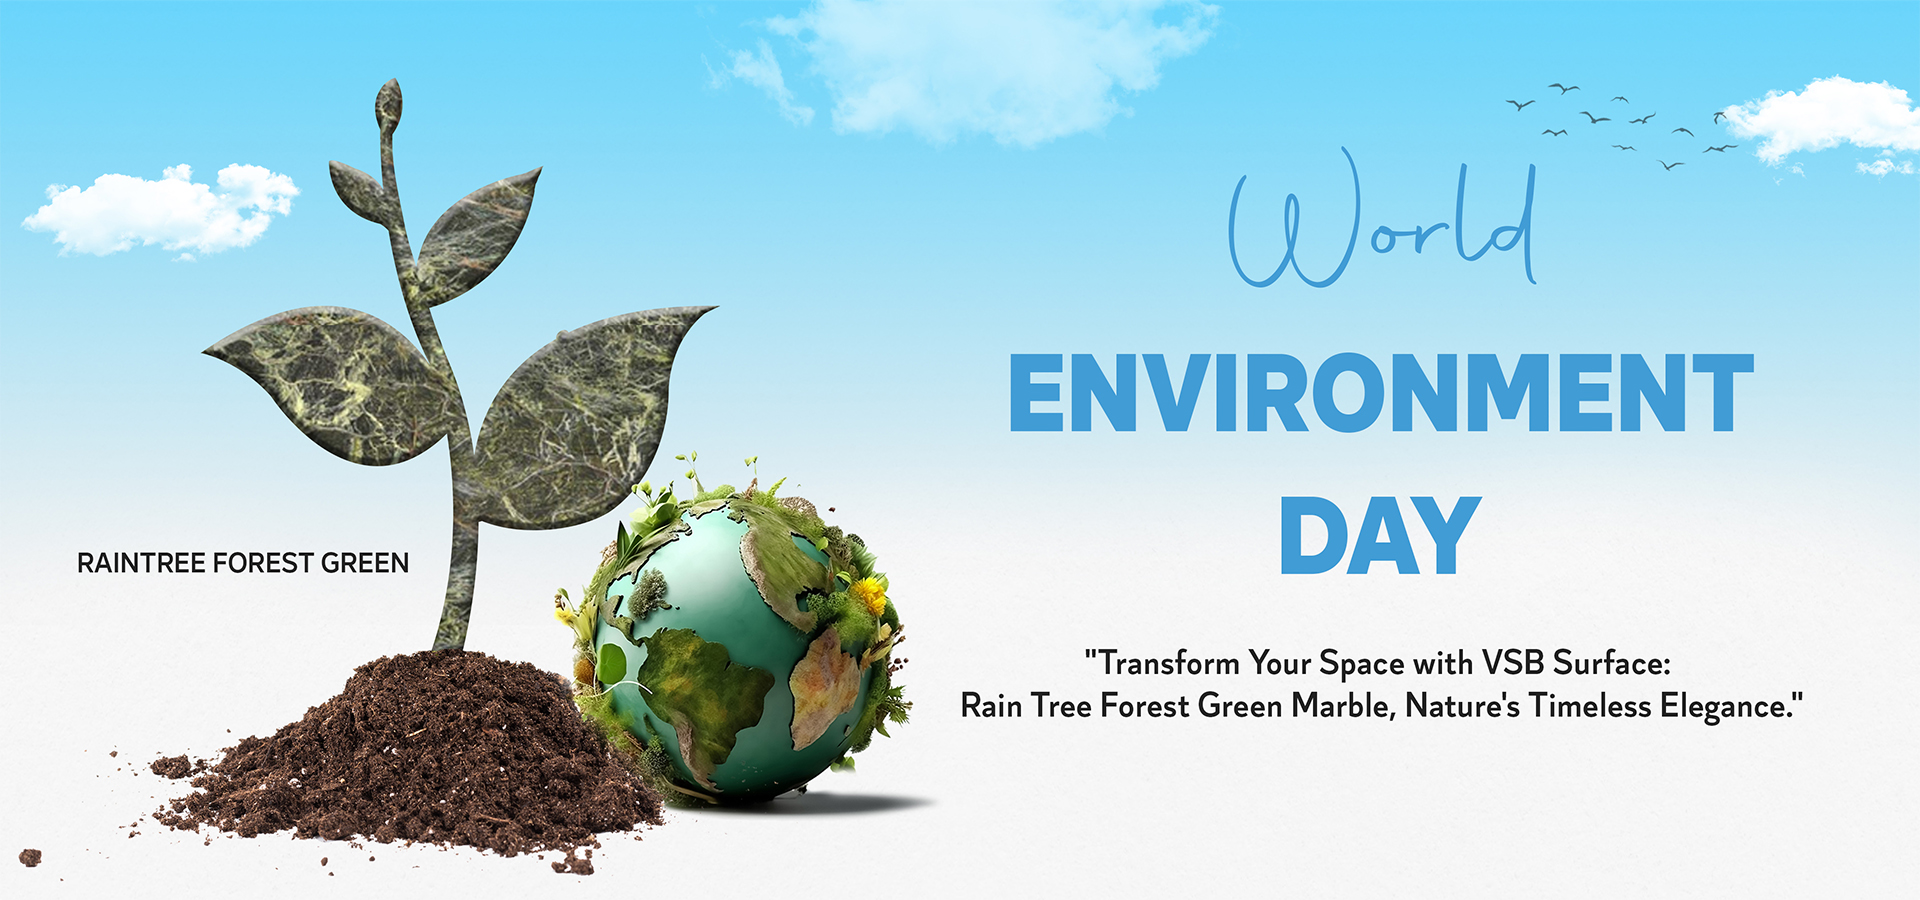 World
ENVIRONMENT
DAY
RAINTREE FOREST GREEN
"Transform Your Space with VSB Surface:
Rain Tree Forest Green Marble, Nature's Timeless Elegance."